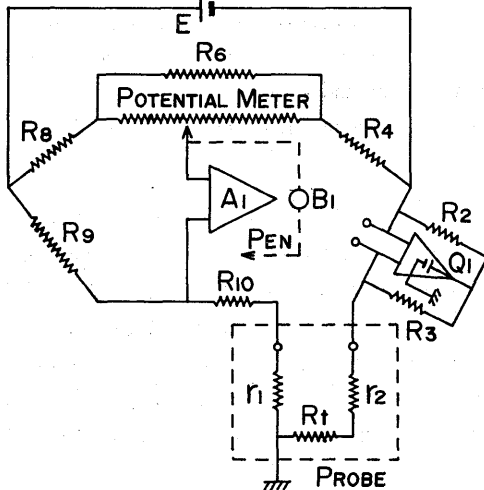 E
R6
POTENTIAL METER
R8
R4
A1
B1
R2
R9
PEN
Q1
R10
R3
r1
r2
Rt
PROBE